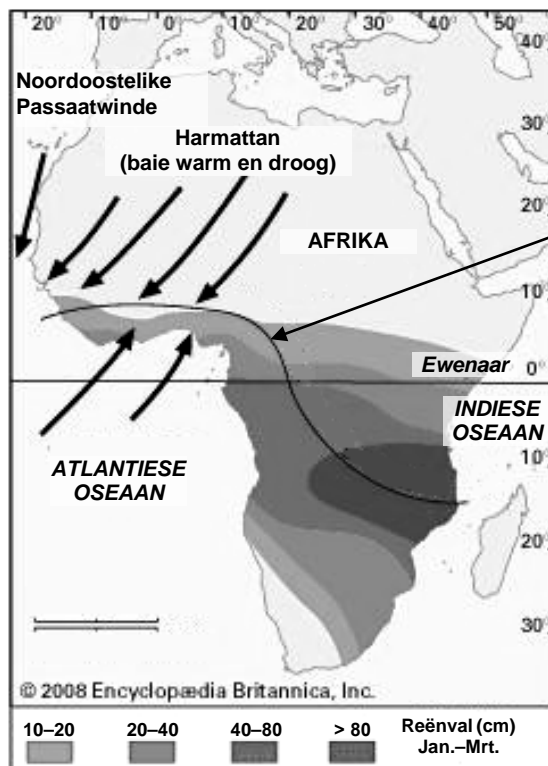 20° 10° 0° 10° 20° 30° 40° 50°
40°
Noordoostelike
Passaatwinde
Harmattan
(baie warm en droog)
30°
20°
AFRIKA
10°
Ewenaar
0°
INDIESE
OSEAAN
ATLANTIESE
OSEAAN
10°
20°
30°
© 2008 Encyclopædia Britannica, Inc.
10–20 20–40 40–80 > 80 Reënval (cm)
Jan.–Mrt.